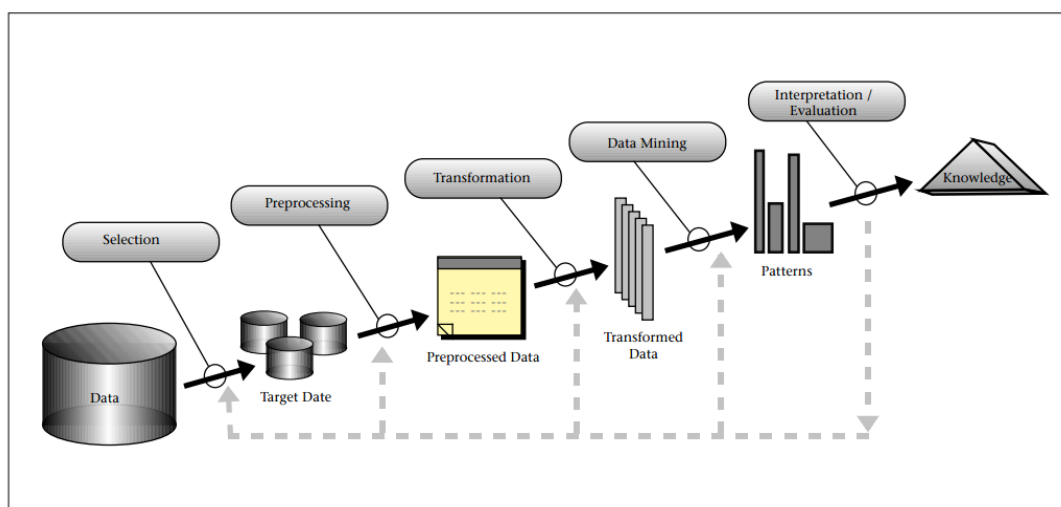 Interpretation /
Evaluation
Data Mining
Transformation
Preprocessing
Selection
Knowledge
Patterns
Transformed
Data
Preprocessed Data
Target Date
Data